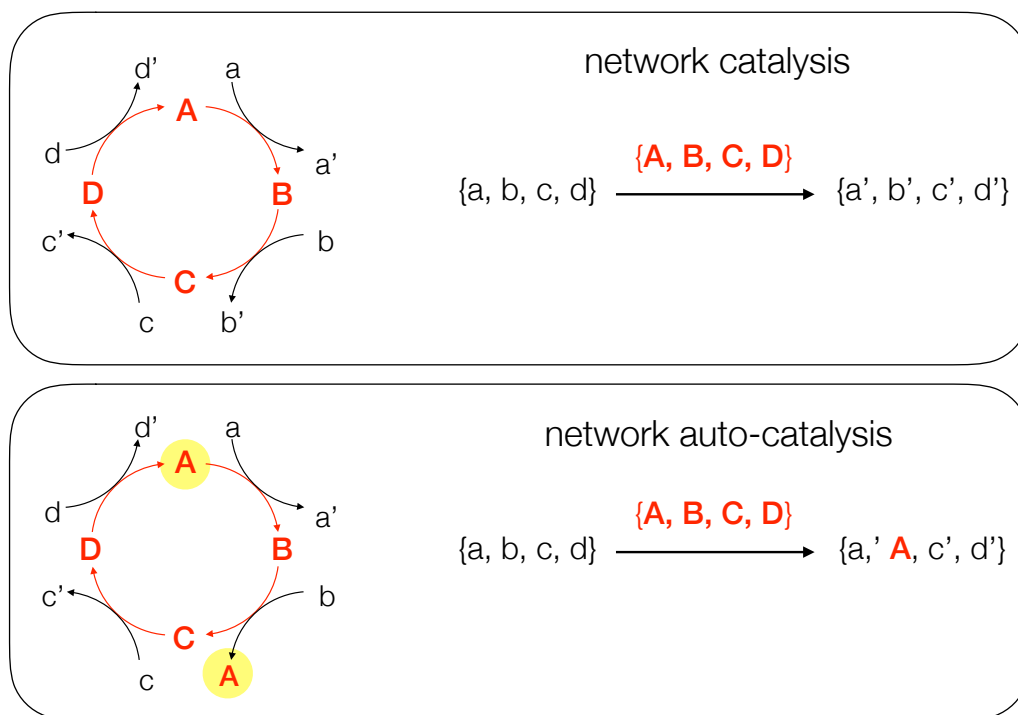 network catalysis
d' a
A
d a'
{A, B, C, D}
D B
{a, b, c, d} {a', b', c', d'}
c' b
C
c b'
network auto-catalysis
d' a
A
d a'
{A, B, C, D}
D B
{a, b, c, d} {a,' A, c', d'}
c' b
C
c A